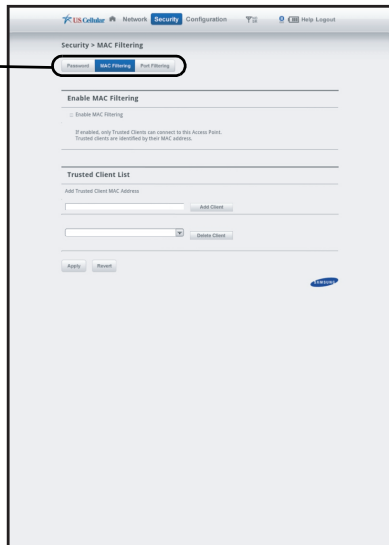 US Cellular Network Security Configuration Help Logout
Security > MAC Filtering
Password MAC Filtering Port Filtering
Enable MAC Filtering
Enable MAC Filtering
If enabled, only Trusted Clients can connect to this Access Point.
Trusted clients are identified by their MAC address.
Trusted Client List
Add Trusted Client MAC Address
Add Client
Delete Client
Apply Revert
SAMSUNG